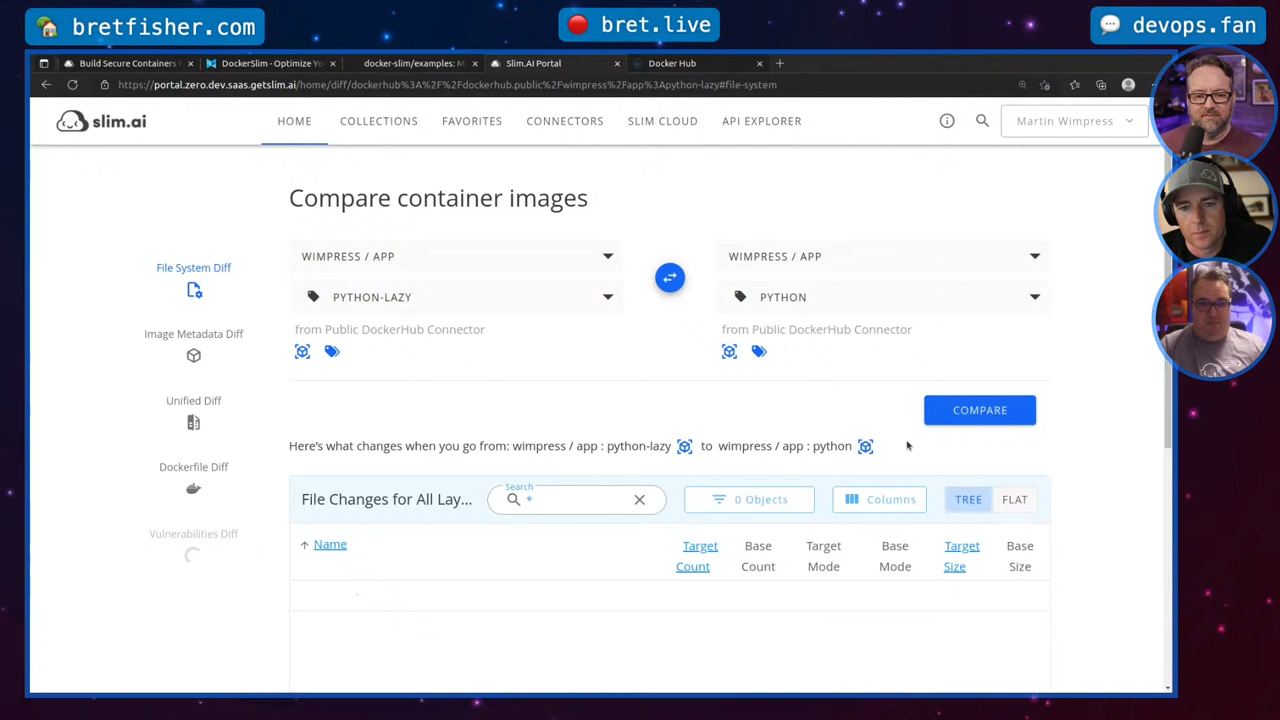 bretfisher.com
bret.live
devops.fan
Build Secure Containers
DockerSlim - Optimize Yo
docker-slim/examples: M
Slim.AI Portal
Docker Hub
https://portal.zero.dev.saas.getslim.ai/home/diff/dockerhub%3A%2F%2Fdockerhub.public%2Fwimpress%2Fapp%3Apython-lazy#file-system
slim.ai
HOME
COLLECTIONS
FAVORITES
CONNECTORS
SLIM CLOUD
API EXPLORER
Martin Wimpress
Compare container images
File System Diff
Image Metadata Diff
Unified Diff
Dockerfile Diff
Vulnerabilities Diff
WIMPRESS / APP
PYTHON-LAZY
from Public DockerHub Connector
WIMPRESS / APP
PYTHON
from Public DockerHub Connector
COMPARE
Here's what changes when you go from: wimpress / app : python-lazy to wimpress / app : python
File Changes for All Lay...
Search
*
0 Objects
Columns
TREE
FLAT
Name
Target Count
Base Count
Target Mode
Base Mode
Target Size
Base Size